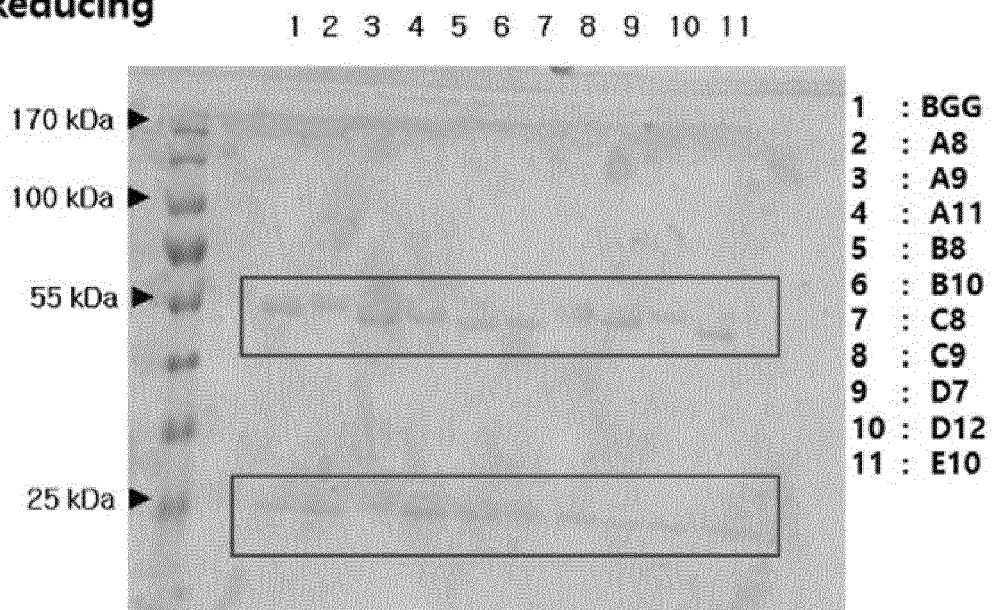 Reducing
1 2 3 4 5 6 7 8 9 10 11
170 kDa
100 kDa
55 kDa
25 kDa
1 : BGG
2 : A8
3 : A9
4 : A11
5 : B8
6 : B10
7 : C8
8 : C9
9 : D7
10 : D12
11 : E10